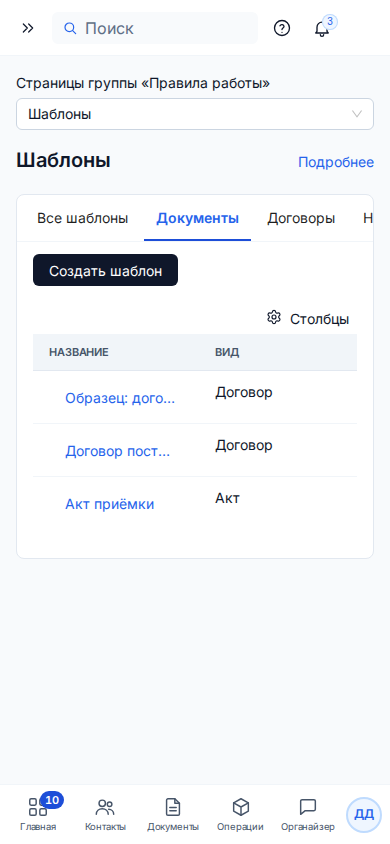 Поиск
3
Страницы группы «Правила работы»
Шаблоны
Шаблоны
Подробнее
Все шаблоны Документы Договоры Н
Создать шаблон
Столбцы
НАЗВАНИЕ ВИД
Образец: дого... Договор
Договор пост... Договор
Акт приёмки Акт
10
Главная Контакты Документы Операции Органайзер ДД